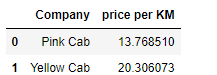 Company price per KM
0 Pink Cab 13.768510
1 Yellow Cab 20.306073